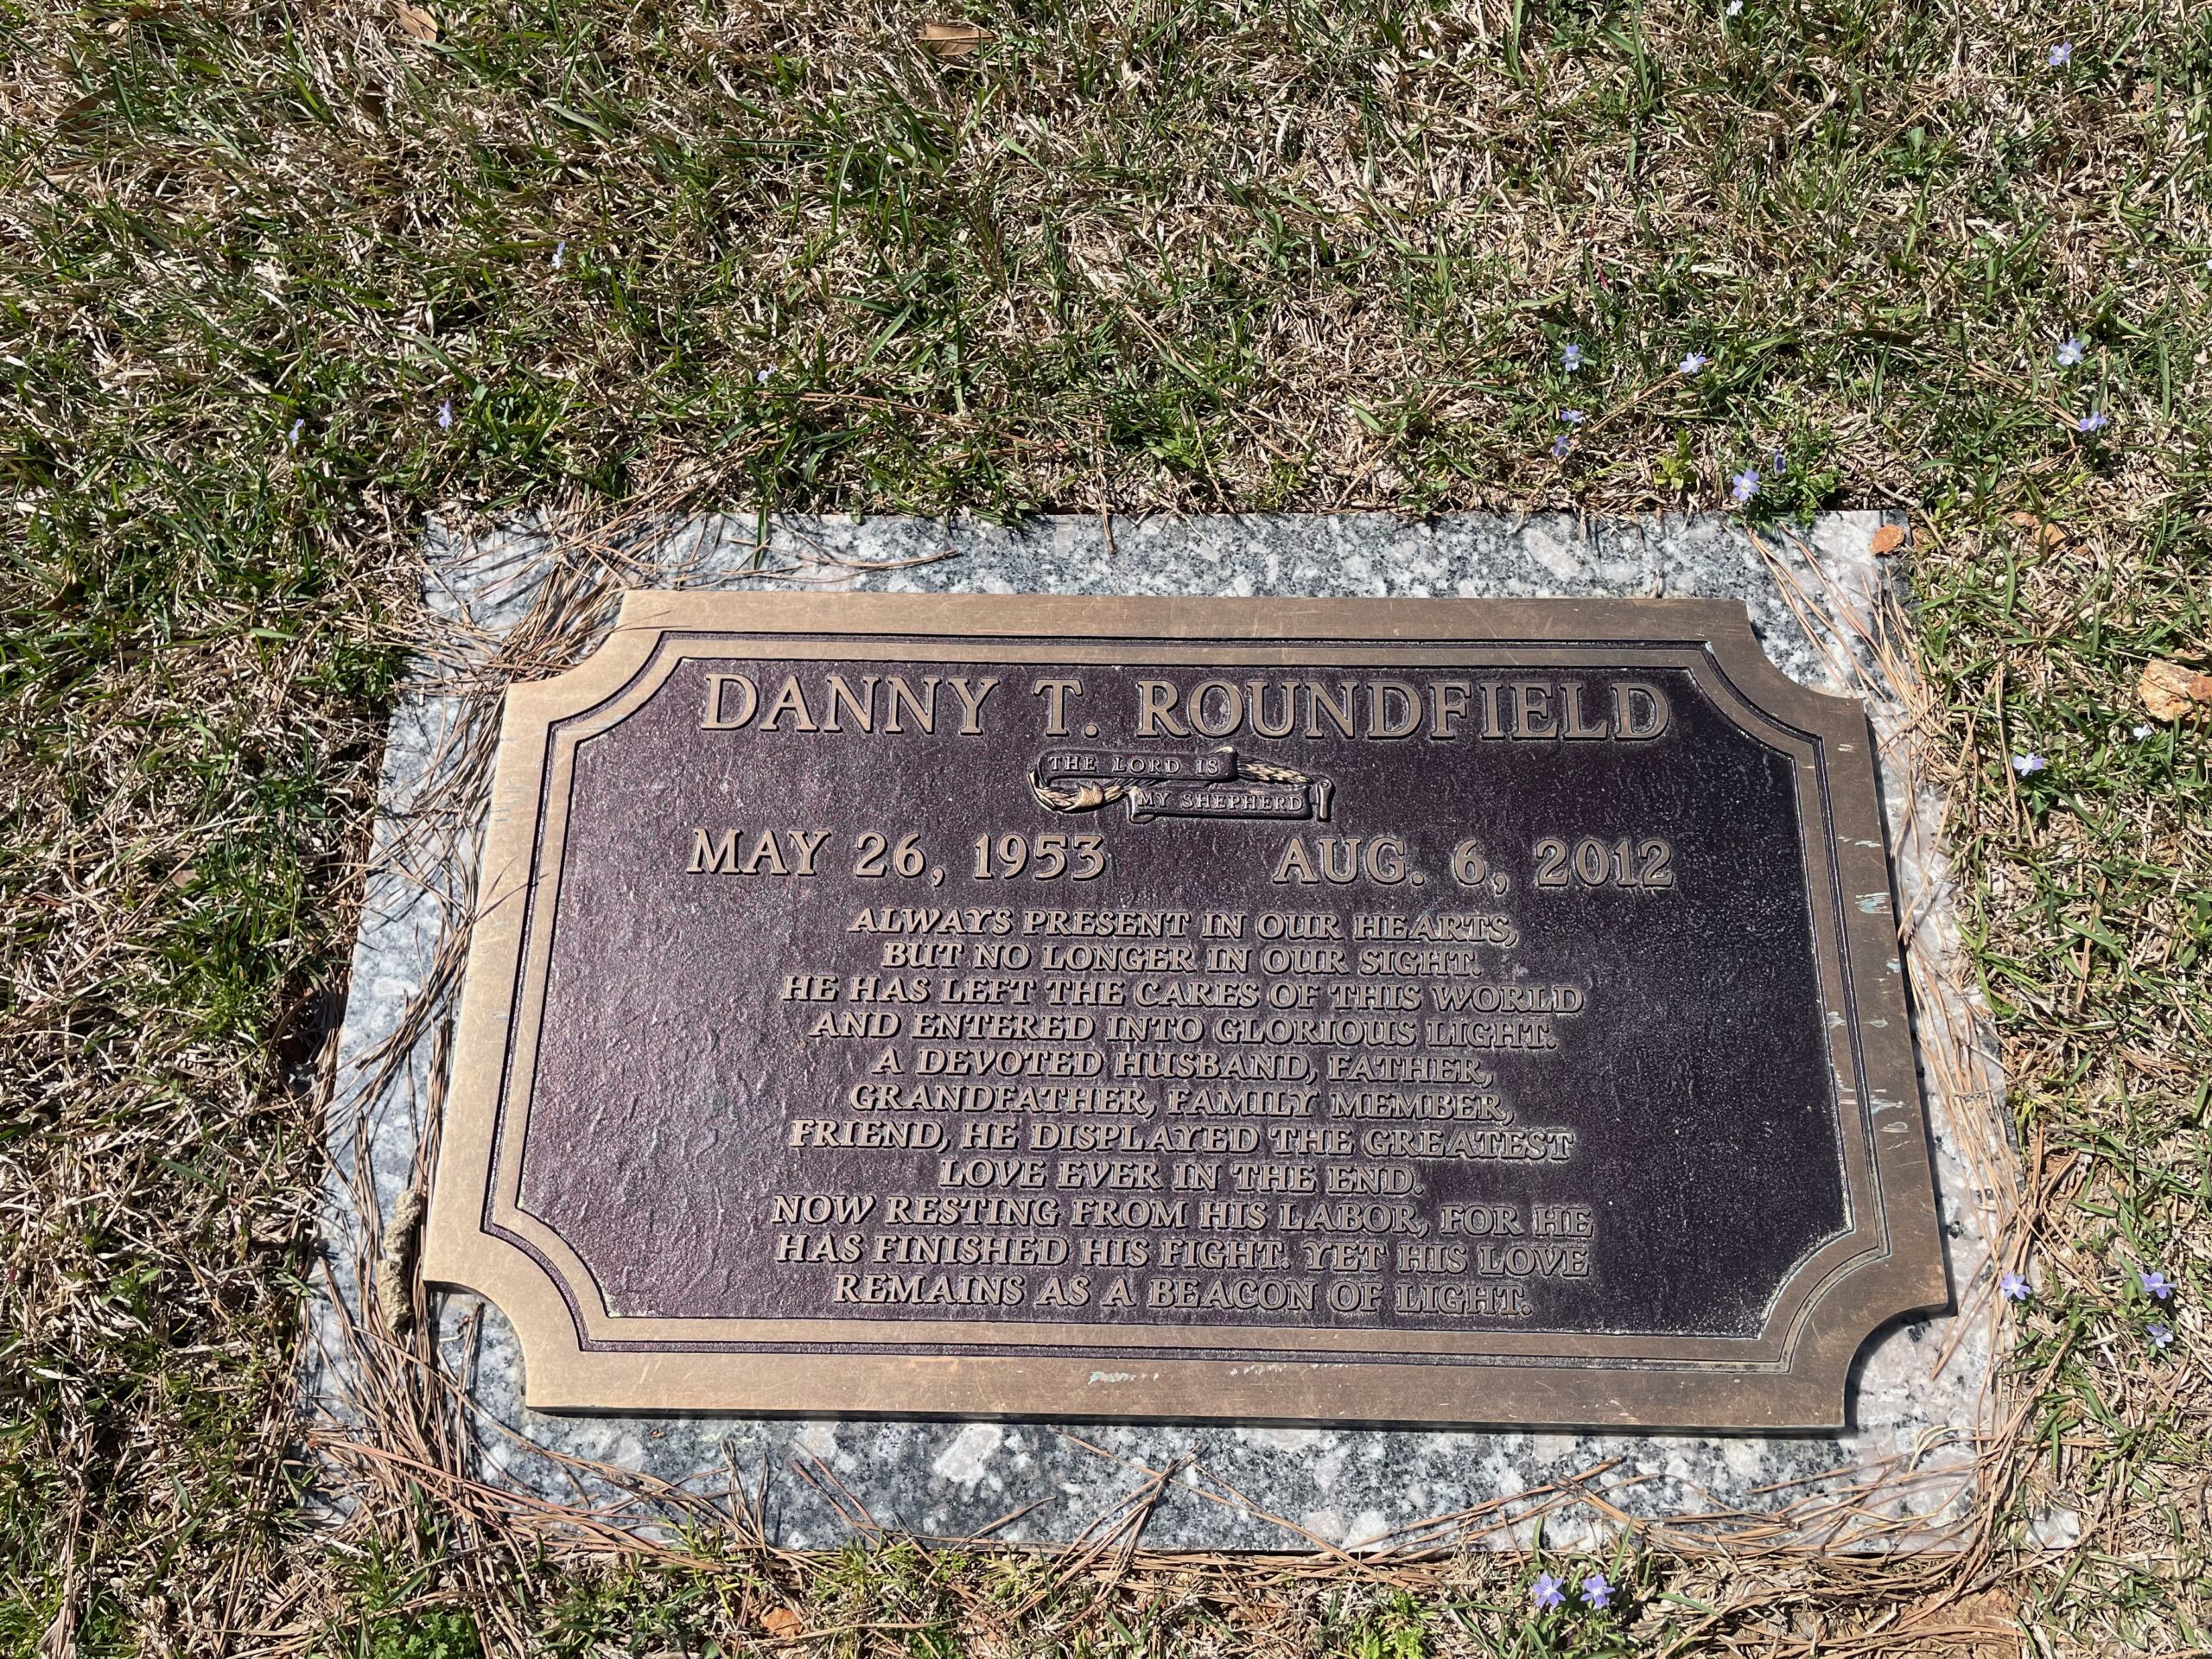 DANNY T. ROUNDFIELD
THE LORD IS
MY SHEPHERD
MAY 26, 1953 AUG. 6, 2012
ALWAYS PRESENT IN OUR HEARTS,
BUT NO LONGER IN OUR SIGHT.
HE HAS LEFT THE CARES OF THIS WORLD
AND ENTERED INTO GLORIOUS LIGHT.
A DEVOTED HUSBAND, FATHER,
GRANDFATHER, FAMILY MEMBER,
FRIEND, HE DISPLAYED THE GREATEST
LOVE EVER IN THE END.
NOW RESTING FROM HIS LABOR, FOR HE
HAS FINISHED HIS FIGHT. YET HIS LOVE
REMAINS AS A BEACON OF LIGHT.